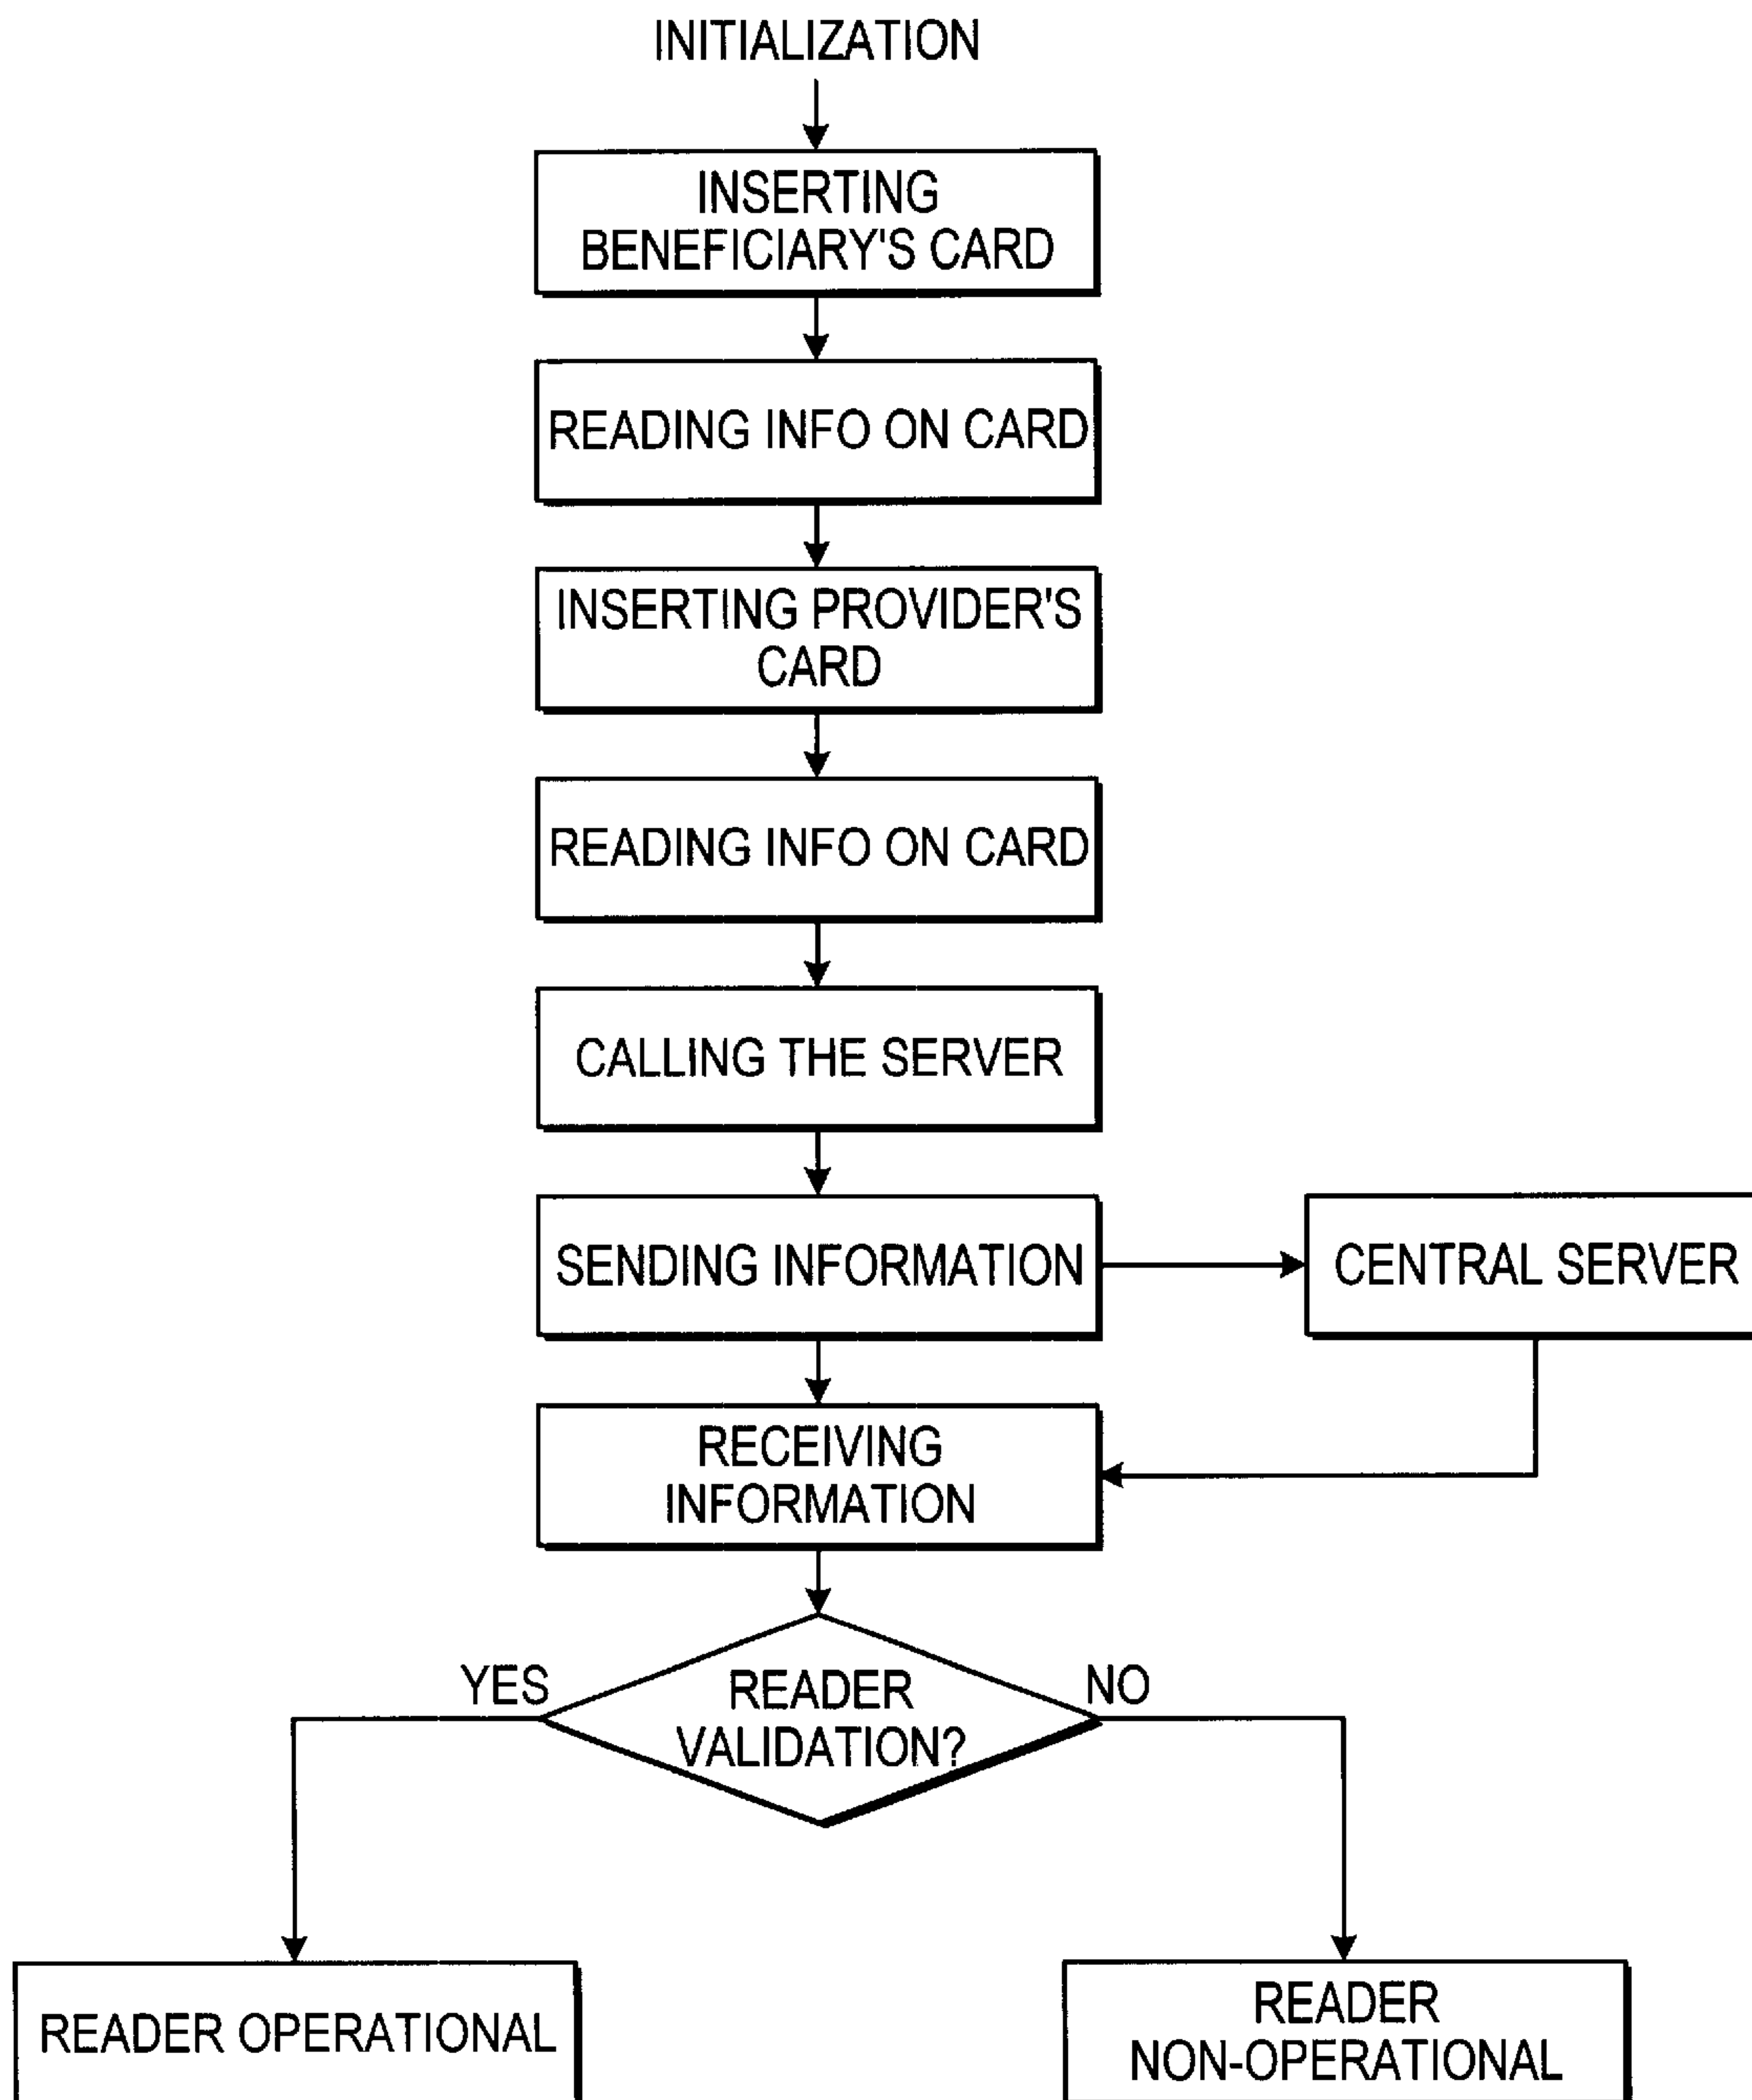 INITIALIZATION
INSERTING
BENEFICIARY'S CARD
READING INFO ON CARD
INSERTING PROVIDER'S
CARD
READING INFO ON CARD
CALLING THE SERVER
SENDING INFORMATION
CENTRAL SERVER
RECEIVING
INFORMATION
YES
READER
VALIDATION?
NO
READER OPERATIONAL
READER
NON-OPERATIONAL